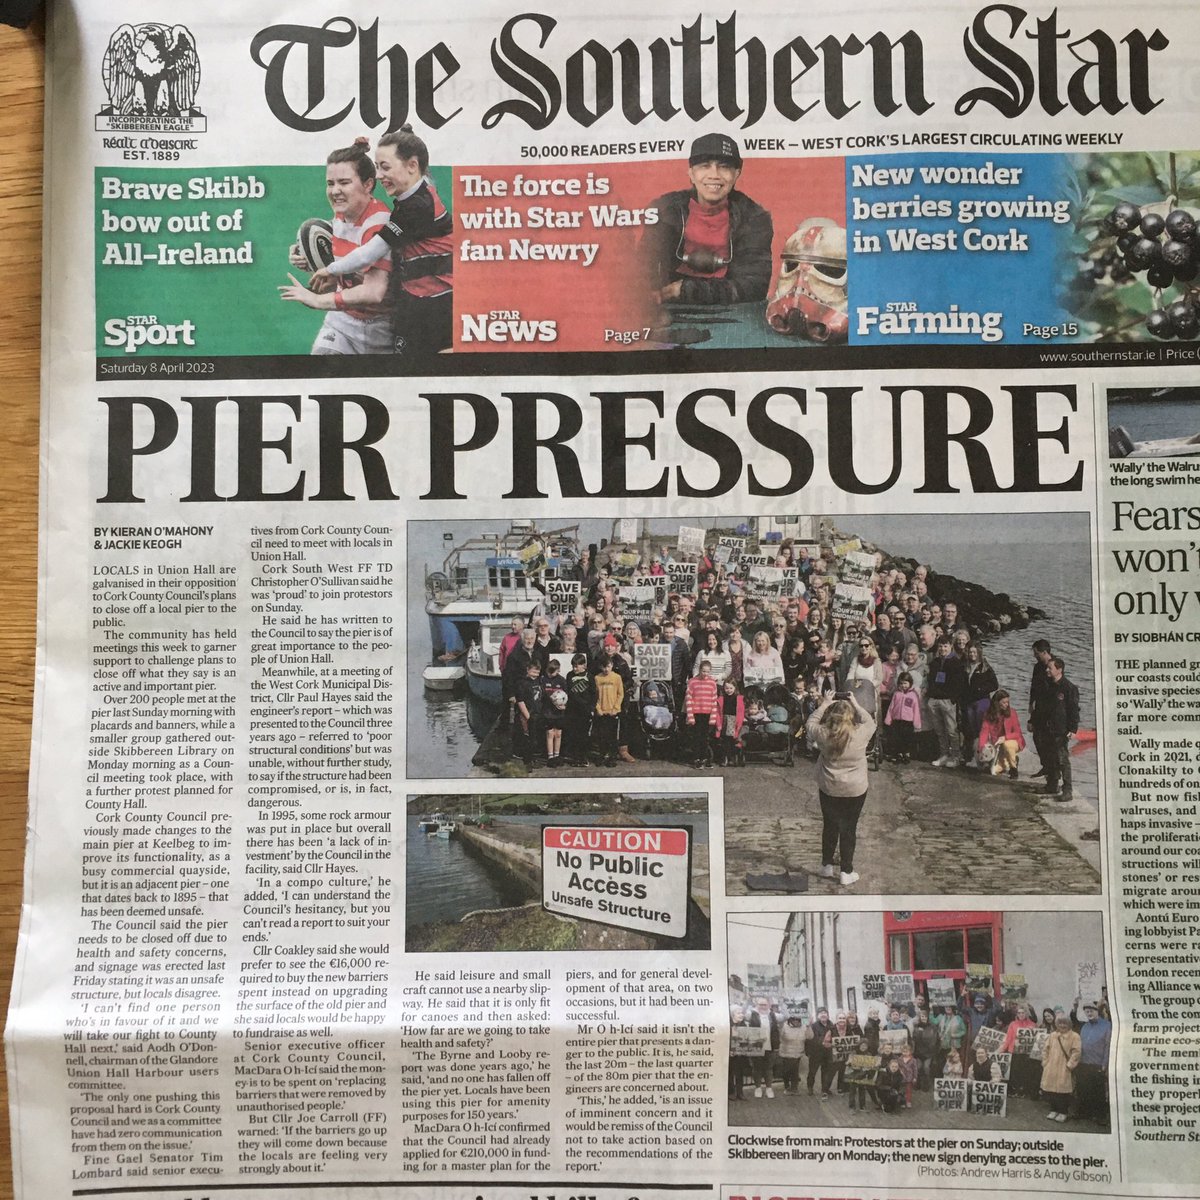 The Southern Star
INCORPORATING THE
"SKIBBEREEN EAGLE"
EST. 1889
50,000 READERS EVERY WEEK – WEST CORK'S LARGEST CIRCULATING WEEKLY
Brave Skibb
bow out of
All-Ireland
STAR
Sport
The force is
with Star Wars
fan Newry
STAR
News
Page 7
New wonder
berries growing
in West Cork
STAR
Farming
Page 15
Saturday 8 April 2023
www.southernstar.ie | Price
PIER PRESSURE
BY KIERAN O'MAHONY
& JACKIE KEOGH
LOCALS in Union Hall are
galvanised in their opposition
to Cork County Council's plans
to close off a local pier to the
public.
The community has held
meetings this week to garner
support to challenge plans to
close off what they say is an
active and important pier.
Over 200 people met at the
pier last Sunday morning with
placards and banners, while a
smaller group gathered out-
side Skibbereen Library on
Monday morning as a Coun-
cil meeting took place, with
a further protest planned for
County Hall.
Cork County Council pre-
viously made changes to the
main pier at Keelbeg to im-
prove its functionality, as a
busy commercial quayside,
but it is an adjacent pier – one
that dates back to 1895 – that
has been deemed unsafe.
The Council said the pier
needs to be closed off due to
health and safety concerns,
and signage was erected last
Friday stating it was an unsafe
structure, but locals disagree.
'I can't find one person
who's in favour of it and we
will take our fight to County
Hall next,' said Aodh O'Don-
nell, chairman of the Glandore
Union Hall Harbour users
committee.
'The only one pushing this
proposal hard is Cork County
Council and we as a committee
have had zero communication
from them on the issue.'
Fine Gael Senator Tim
Lombard said senior execu-
tives from Cork County Coun-
cil need to meet with locals in
Union Hall.
Cork South West FF TD
Christopher O'Sullivan said he
was 'proud' to join protestors
on Sunday.
He said he has written to
the Council to say the pier is of
great importance to the peo-
ple of Union Hall.
Meanwhile, at a meeting of
the West Cork Municipal Dis-
trict, Cllr Paul Hayes said the
engineer's report – which was
presented to the Council three
years ago – referred to 'poor
structural conditions' but was
unable, without further study,
to say if the structure had been
compromised, or is, in fact,
dangerous.
In 1995, some rock armour
was put in place but overall
there has been 'a lack of in-
vestment' by the Council in the
facility, said Cllr Hayes.
'In a compo culture,' he
added, 'I can understand the
Council's hesitancy, but you
can't read a report to suit your
ends.'
Cllr Coakley said she would
prefer to see the €16,000 re-
quired to buy the new barriers
spent instead on upgrading
the surface of the old pier and
she said locals would be happy
to fundraise as well.
Senior executive officer
at Cork County Council,
MacDara O h-Icí said the mon-
ey is to be spent on 'replacing
barriers that were removed by
unauthorised people.'
But Cllr Joe Carroll (FF)
warned: 'If the barriers go up
they will come down because
the locals are feeling very
strongly about it.'
SAVE
OUR
PIER
CAUTION
No Public
Access
Unsafe Structure
He said leisure and small
craft cannot use a nearby slip-
way. He said that it is only fit
for canoes and then asked:
'How far are we going to take
health and safety?'
'The Byrne and Looby re-
port was done years ago,' he
said, 'and no one has fallen off
the pier yet. Locals have been
using this pier for amenity
purposes for 150 years.'
MacDara O h-Ící confirmed
that the Council had already
applied for €210,000 in fund-
ing for a master plan for the
piers, and for general devel-
opment of that area, on two
occasions, but it had been un-
successful.
Mr O h-Ící said it isn't the
entire pier that presents a dan-
ger to the public. It is, he said,
the last 20m – the last quarter
– of the 80m pier that the en-
gineers are concerned about.
'This,' he added, 'is an issue
of imminent concern and it
would be remiss of the Council
not to take action based on
the recommendations of the
report.'
Clockwise from main: Protestors at the pier on Sunday; outside
Skibbereen library on Monday; the new sign denying access to the pier.
(Photos: Andrew Harris & Andy Gibson)
'Wally' the Walrus
the long swim
Fears
won't
only
BY SIOBHÁN
THE planned
our coasts could
invasive species
so 'Wally' the
far more
said.
Wally made
Cork in 2021,
Clonakilty to
hundreds of
But now
walruses, and
haps invasive –
the proliferation
around our
structions will
stones' or
migrate around
which were
Aontú Euro
ing lobbyist
cerns were
representative
London
ing Alliance
The group
from the
farm project
marine
'The
government
the fishing
they properly
these projects
inhabit our
Southern